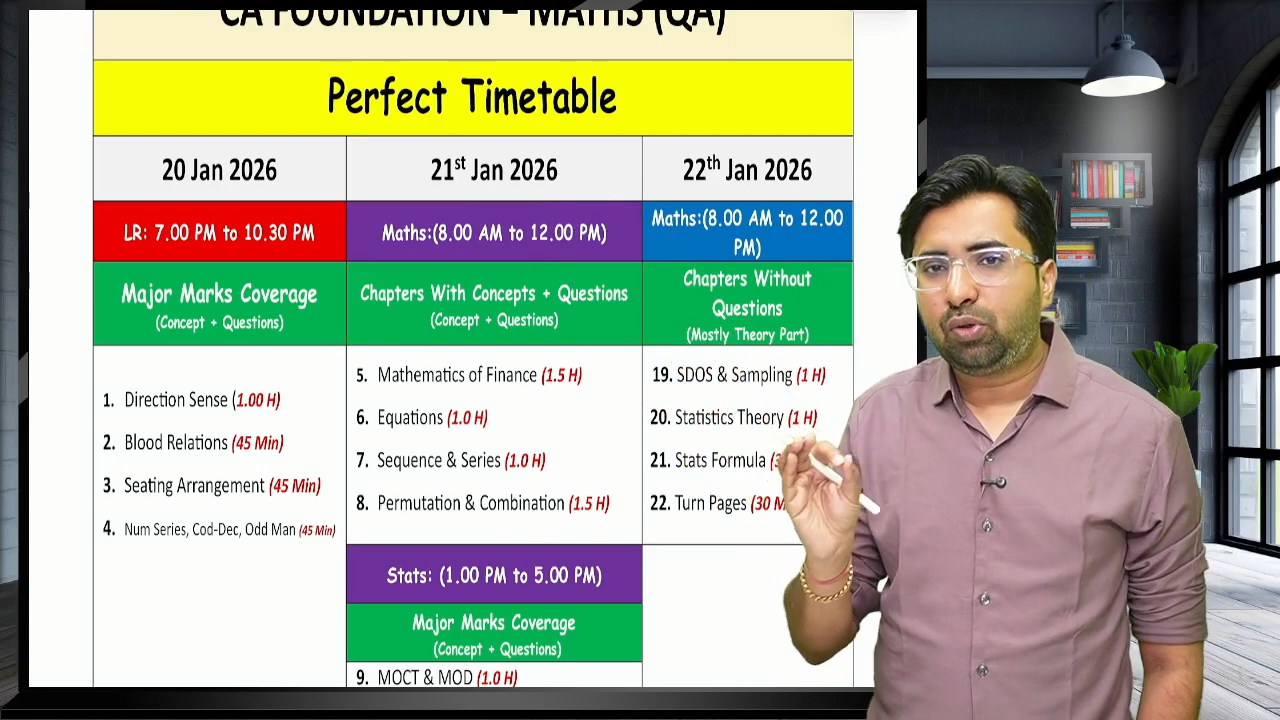 CA FOUNDATION – MATHS (QA)
Perfect Timetable
20 Jan 2026
21st Jan 2026
22th Jan 2026
LR: 7.00 PM to 10.30 PM
Maths:(8.00 AM to 12.00 PM)
Maths:(8.00 AM to 12.00
PM)
Major Marks Coverage
(Concept + Questions)
Chapters With Concepts + Questions
(Concept + Questions)
Chapters Without
Questions
(Mostly Theory Part)
1. Direction Sense (1.00 H)
2. Blood Relations (45 Min)
3. Seating Arrangement (45 Min)
4. Num Series, Cod-Dec, Odd Man (45 Min)
5. Mathematics of Finance (1.5 H)
6. Equations (1.0 H)
7. Sequence & Series (1.0 H)
8. Permutation & Combination (1.5 H)
19. SDOS & Sampling (1 H)
20. Statistics Theory (1 H)
21. Stats Formula
22. Turn Pages (30
Stats: (1.00 PM to 5.00 PM)
Major Marks Coverage
(Concept + Questions)
9. MOCT & MOD (1.0 H)